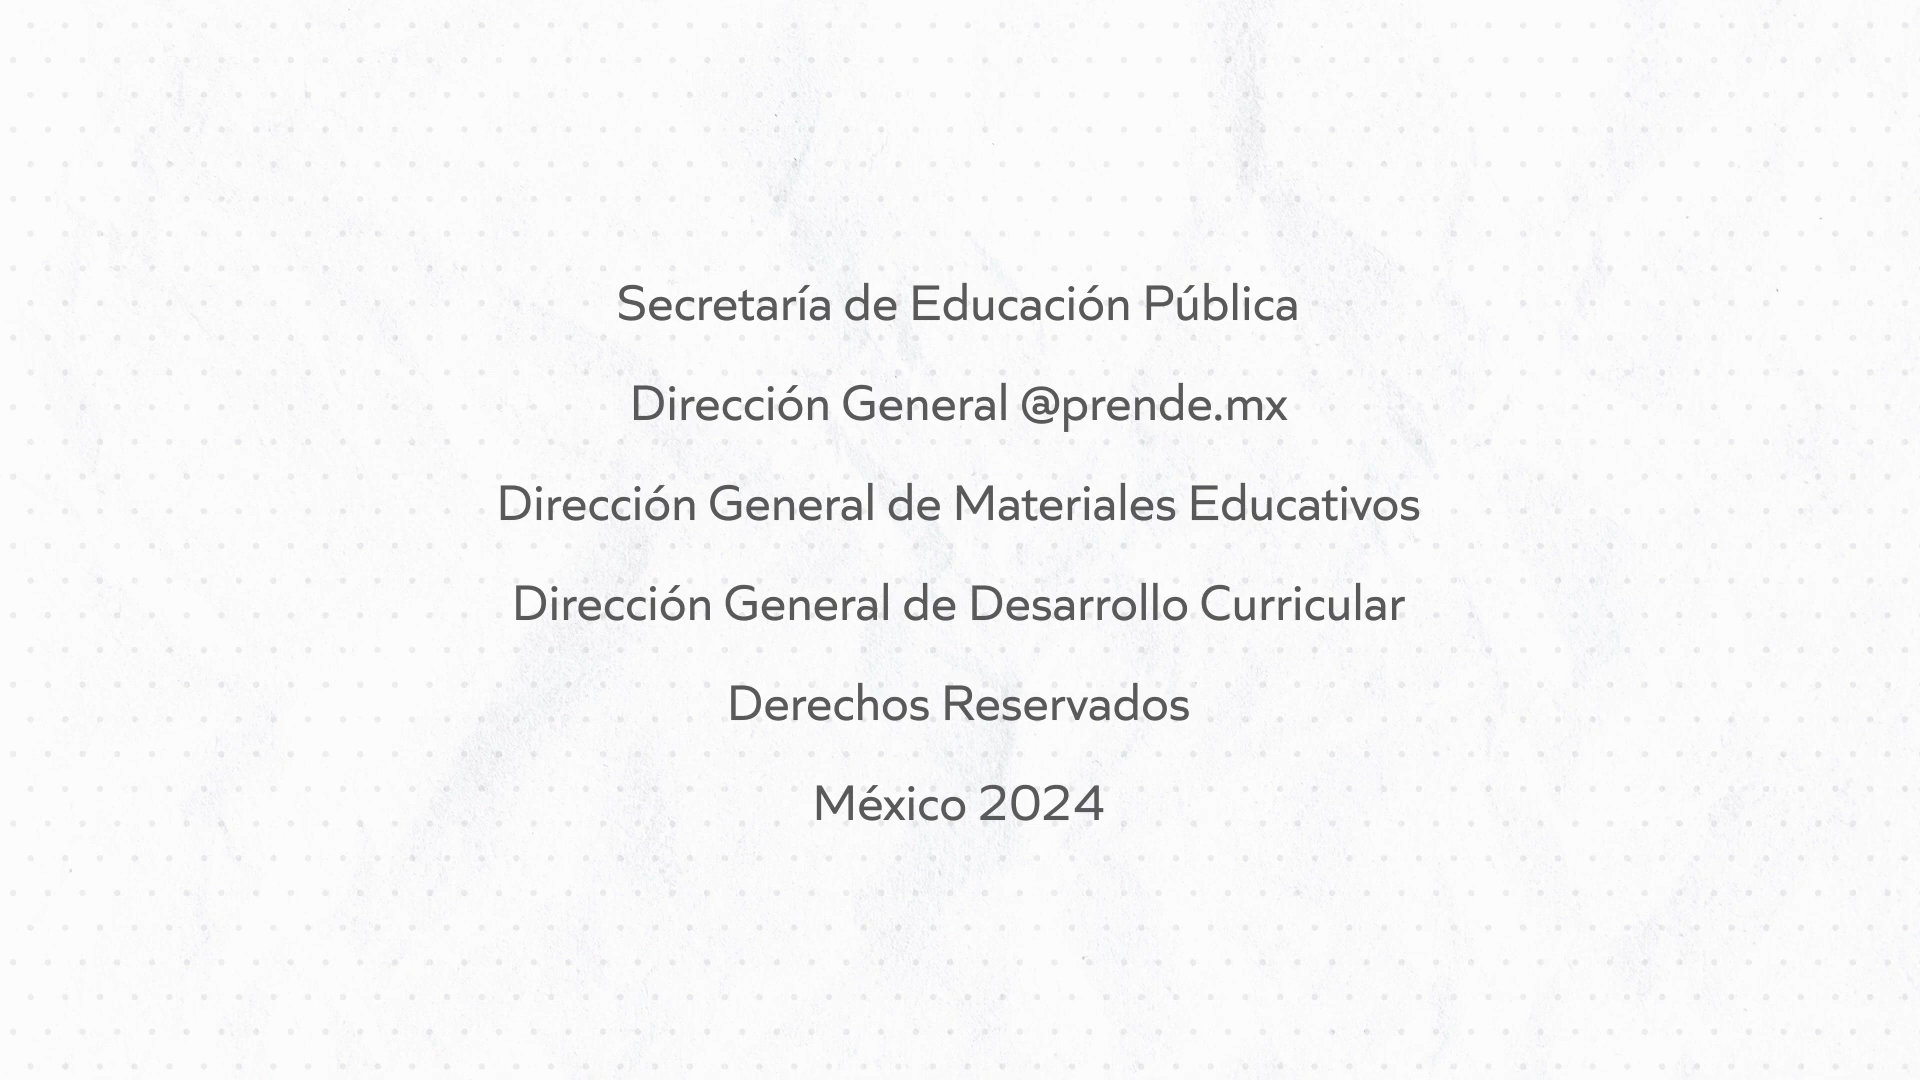 Secretaría de Educación Pública
Dirección General @prende.mx
Dirección General de Materiales Educativos
Dirección General de Desarrollo Curricular
Derechos Reservados
México 2024